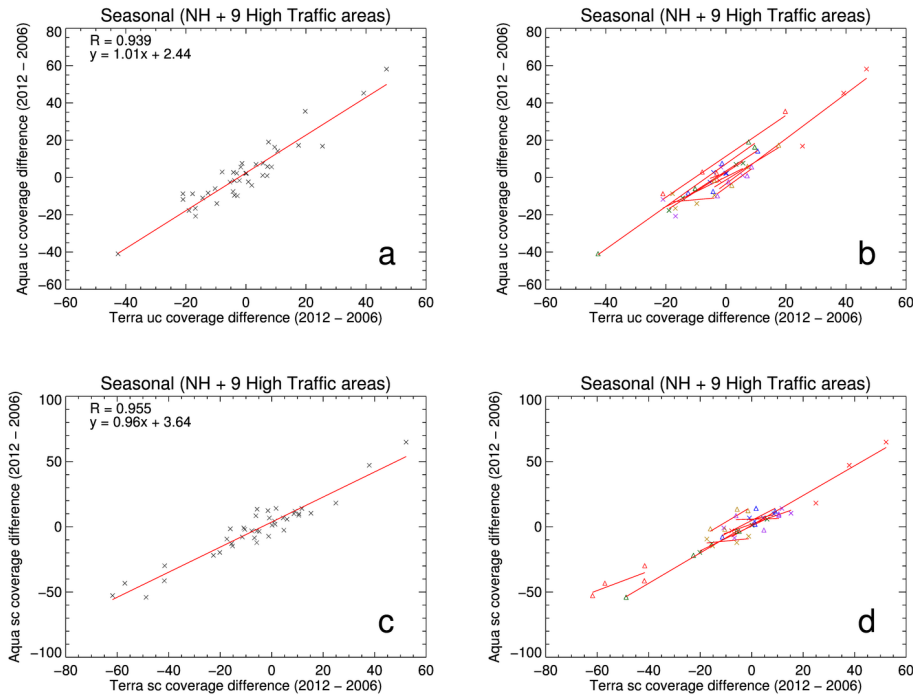 Seasonal (NH + 9 High Traffic areas)
R = 0.939
y = 1.01x + 2.44
80
60
40
20
0
−20
−40
−60
Aqua uc coverage difference (2012 − 2006)
a
−60 −40 −20 0 20 40 60
Terra uc coverage difference (2012 − 2006)
Seasonal (NH + 9 High Traffic areas)
80
60
40
20
0
−20
−40
−60
Aqua uc coverage difference (2012 − 2006)
b
−60 −40 −20 0 20 40 60
Terra uc coverage difference (2012 − 2006)
Seasonal (NH + 9 High Traffic areas)
R = 0.955
y = 0.96x + 3.64
100
50
0
−50
−100
Aqua sc coverage difference (2012 − 2006)
c
−80 −60 −40 −20 0 20 40 60
Terra sc coverage difference (2012 − 2006)
Seasonal (NH + 9 High Traffic areas)
100
50
0
−50
−100
Aqua sc coverage difference (2012 − 2006)
d
−80 −60 −40 −20 0 20 40 60
Terra sc coverage difference (2012 − 2006)